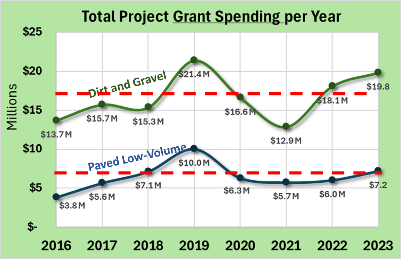 Total Project Grant Spending per Year
$25
$20
$15
$10
$5
$-
Millions
Dirt and Gravel
$13.7M
$15.7M
$15.3M
$21.4M
$16.6M
$12.9M
$18.1M
$19.8
Paved Low-Volume
$3.8M
$5.6M
$7.1M
$10.0M
$6.3M
$5.7M
$6.0M
$7.2
2016 2017 2018 2019 2020 2021 2022 2023